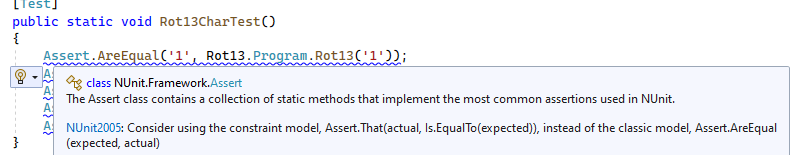 [Test]
public static void Rot13CharTest()
{
Assert.AreEqual('1', Rot13.Program.Rot13('1'));
class NUnit.Framework.Assert
The Assert class contains a collection of static methods that implement the most common assertions used in NUnit.
NUnit2005: Consider using the constraint model, Assert.That(actual, Is.EqualTo(expected)), instead of the classic model, Assert.AreEqual
(expected, actual)
}